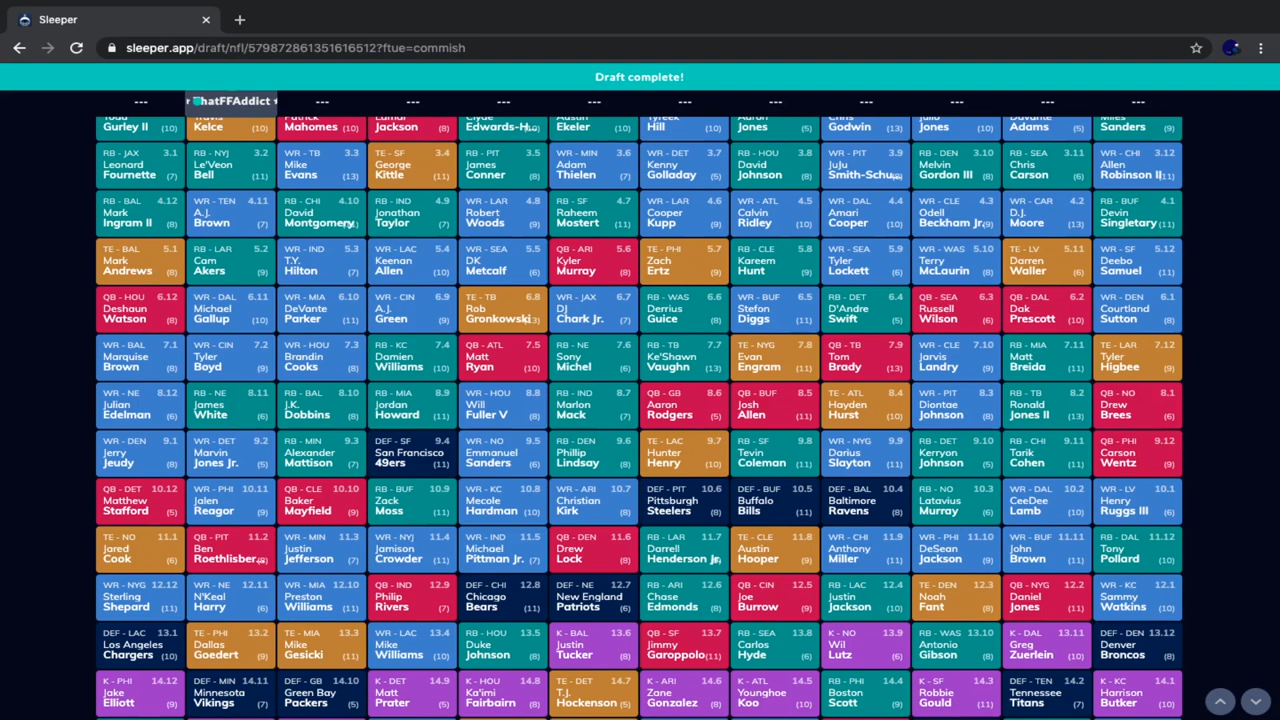 Sleeper
sleeper.app/draft/nfl/579872861351616512?ftue=commish
Draft complete!
--- ThatFFAddict --- --- --- --- --- --- --- --- --- ---
Gurley II (10) Kelce (10) Mahomes (10) Jackson (8) Edwards-H... Ekeler (10) Hill (10) Jones (5) Godwin (13) Jones (10) Adams (5) Sanders (9)
RB - JAX 3.1 RB - NYJ 3.2 WR - TB 3.3 TE - SF 3.4 RB - PIT 3.5 WR - MIN 3.6 WR - DET 3.7 RB - HOU 3.8 WR - PIT 3.9 RB - DEN 3.10 RB - SEA 3.11 WR - CHI 3.12
Leonard Le'Veon Mike George James Adam Kenny David JuJu Melvin Chris Allen
Fournette (7) Bell (11) Evans (13) Kittle (11) Conner (8) Thielen (7) Golladay (5) Johnson (8) Smith-Schu... Gordon III (8) Carson (6) Robinson II (11)
RB - BAL 4.12 WR - TEN 4.11 RB - CHI 4.10 RB - IND 4.9 WR - LAR 4.8 RB - SF 4.7 WR - LAR 4.6 WR - ATL 4.5 WR - DAL 4.4 WR - CLE 4.3 WR - CAR 4.2 RB - BUF 4.1
Mark A.J. David Jonathan Robert Raheem Cooper Calvin Amari Odell D.J. Devin
Ingram II (8) Brown (7) Montgomery (11) Taylor (7) Woods (9) Mostert (11) Kupp (9) Ridley (10) Cooper (10) Beckham Jr. (9) Moore (13) Singletary (11)
TE - BAL 5.1 RB - LAR 5.2 WR - IND 5.3 WR - LAC 5.4 WR - SEA 5.5 QB - ARI 5.6 TE - PHI 5.7 RB - CLE 5.8 WR - SEA 5.9 WR - WAS 5.10 TE - LV 5.11 WR - SF 5.12
Mark Cam T.Y. Keenan DK Kyler Zach Kareem Tyler Terry Darren Deebo
Andrews (8) Akers (9) Hilton (7) Allen (10) Metcalf (6) Murray (8) Ertz (9) Hunt (9) Lockett (6) McLaurin (8) Waller (6) Samuel (11)
QB - HOU 6.12 WR - DAL 6.11 WR - MIA 6.10 WR - CIN 6.9 TE - TB 6.8 WR - JAX 6.7 RB - WAS 6.6 WR - BUF 6.5 RB - DET 6.4 QB - SEA 6.3 QB - DAL 6.2 WR - DEN 6.1
Deshaun Michael DeVante A.J. Rob DJ Derrius Stefon D'Andre Russell Dak Courtland
Watson (8) Gallup (10) Parker (11) Green (9) Gronkowski (13) Chark Jr. (7) Guice (8) Diggs (11) Swift (5) Wilson (6) Prescott (10) Sutton (8)
WR - BAL 7.1 WR - CIN 7.2 WR - HOU 7.3 RB - KC 7.4 QB - ATL 7.5 RB - NE 7.6 RB - TB 7.7 TE - NYG 7.8 QB - TB 7.9 WR - CLE 7.10 RB - MIA 7.11 TE - LAR 7.12
Marquise Tyler Brandin Damien Matt Sony Ke'Shawn Evan Tom Jarvis Matt Tyler
Brown (8) Boyd (9) Cooks (8) Williams (10) Ryan (10) Michel (6) Vaughn (13) Engram (11) Brady (13) Landry (9) Breida (11) Higbee (9)
WR - NE 8.12 RB - NE 8.11 RB - BAL 8.10 RB - MIA 8.9 WR - HOU 8.8 RB - IND 8.7 QB - GB 8.6 QB - BUF 8.5 TE - ATL 8.4 WR - PIT 8.3 RB - TB 8.2 QB - NO 8.1
Julian James J.K. Jordan Will Marlon Aaron Josh Hayden Diontae Ronald Drew
Edelman (6) White (6) Dobbins (8) Howard (11) Fuller V (8) Mack (7) Rodgers (5) Allen (11) Hurst (10) Johnson (8) Jones II (13) Brees (6)
WR - DEN 9.1 WR - DET 9.2 RB - MIN 9.3 DEF - SF 9.4 WR - NO 9.5 RB - DEN 9.6 TE - LAC 9.7 RB - SF 9.8 WR - NYG 9.9 RB - DET 9.10 RB - CHI 9.11 QB - PHI 9.12
Jerry Marvin Alexander San Francisco Emmanuel Phillip Hunter Tevin Darius Kerryon Tarik Carson
Jeudy (8) Jones Jr. (5) Mattison (7) 49ers (11) Sanders (6) Lindsay (8) Henry (10) Coleman (11) Slayton (11) Johnson (5) Cohen (11) Wentz (9)
QB - DET 10.12 WR - PHI 10.11 QB - CLE 10.10 RB - BUF 10.9 WR - KC 10.8 WR - ARI 10.7 DEF - PIT 10.6 DEF - BUF 10.5 DEF - BAL 10.4 RB - NO 10.3 WR - DAL 10.2 WR - LV 10.1
Matthew Jalen Baker Zack Mecole Christian Pittsburgh Buffalo Baltimore Latavius CeeDee Henry
Stafford (5) Reagor (9) Mayfield (9) Moss (11) Hardman (10) Kirk (8) Steelers (8) Bills (11) Ravens (8) Murray (6) Lamb (10) Ruggs III (6)
TE - NO 11.1 QB - PIT 11.2 WR - MIN 11.3 WR - NYJ 11.4 WR - IND 11.5 QB - DEN 11.6 RB - LAR 11.7 TE - CLE 11.8 WR - CHI 11.9 WR - PHI 11.10 WR - BUF 11.11 RB - DAL 11.12
Jared Ben Justin Jamison Michael Drew Darrell Austin Anthony DeSean John Tony
Cook (6) Roethlisber... Jefferson (7) Crowder (11) Pittman Jr. (7) Lock (8) Henderson Jr. Hooper (9) Miller (11) Jackson (9) Brown (11) Pollard (10)
WR - NYG 12.12 WR - NE 12.11 WR - MIA 12.10 QB - IND 12.9 DEF - CHI 12.8 DEF - NE 12.7 RB - ARI 12.6 QB - CIN 12.5 RB - LAC 12.4 TE - DEN 12.3 QB - NYG 12.2 WR - KC 12.1
Sterling N'Keal Preston Philip Chicago New England Chase Joe Justin Noah Daniel Sammy
Shepard (11) Harry (6) Williams (11) Rivers (7) Bears (11) Patriots (6) Edmonds (8) Burrow (9) Jackson (10) Fant (8) Jones (11) Watkins (10)
DEF - LAC 13.1 TE - PHI 13.2 TE - MIA 13.3 WR - LAC 13.4 RB - HOU 13.5 K - BAL 13.6 QB - SF 13.7 RB - SEA 13.8 K - NO 13.9 RB - WAS 13.10 K - DAL 13.11 DEF - DEN 13.12
Los Angeles Dallas Mike Mike Duke Justin Jimmy Carlos Wil Antonio Greg Denver
Chargers (10) Goedert (9) Gesicki (11) Williams (10) Johnson (8) Tucker (8) Garoppolo (11) Hyde (6) Lutz (6) Gibson (8) Zuerlein (10) Broncos (8)
K - PHI 14.12 DEF - MIN 14.11 DEF - GB 14.10 K - DET 14.9 K - HOU 14.8 TE - DET 14.7 K - ARI 14.6 K - ATL 14.5 RB - PHI 14.4 K - SF 14.3 DEF - TEN 14.2 K - KC 14.1
Jake Minnesota Green Bay Matt Ka'imi T.J. Zane Younghoe Boston Robbie Tennessee Harrison
Elliott (9) Vikings (7) Packers (5) Prater (5) Fairbairn (8) Hockenson (5) Gonzalez (8) Koo (10) Scott (9) Gould (11) Titans (7) Butker (10)